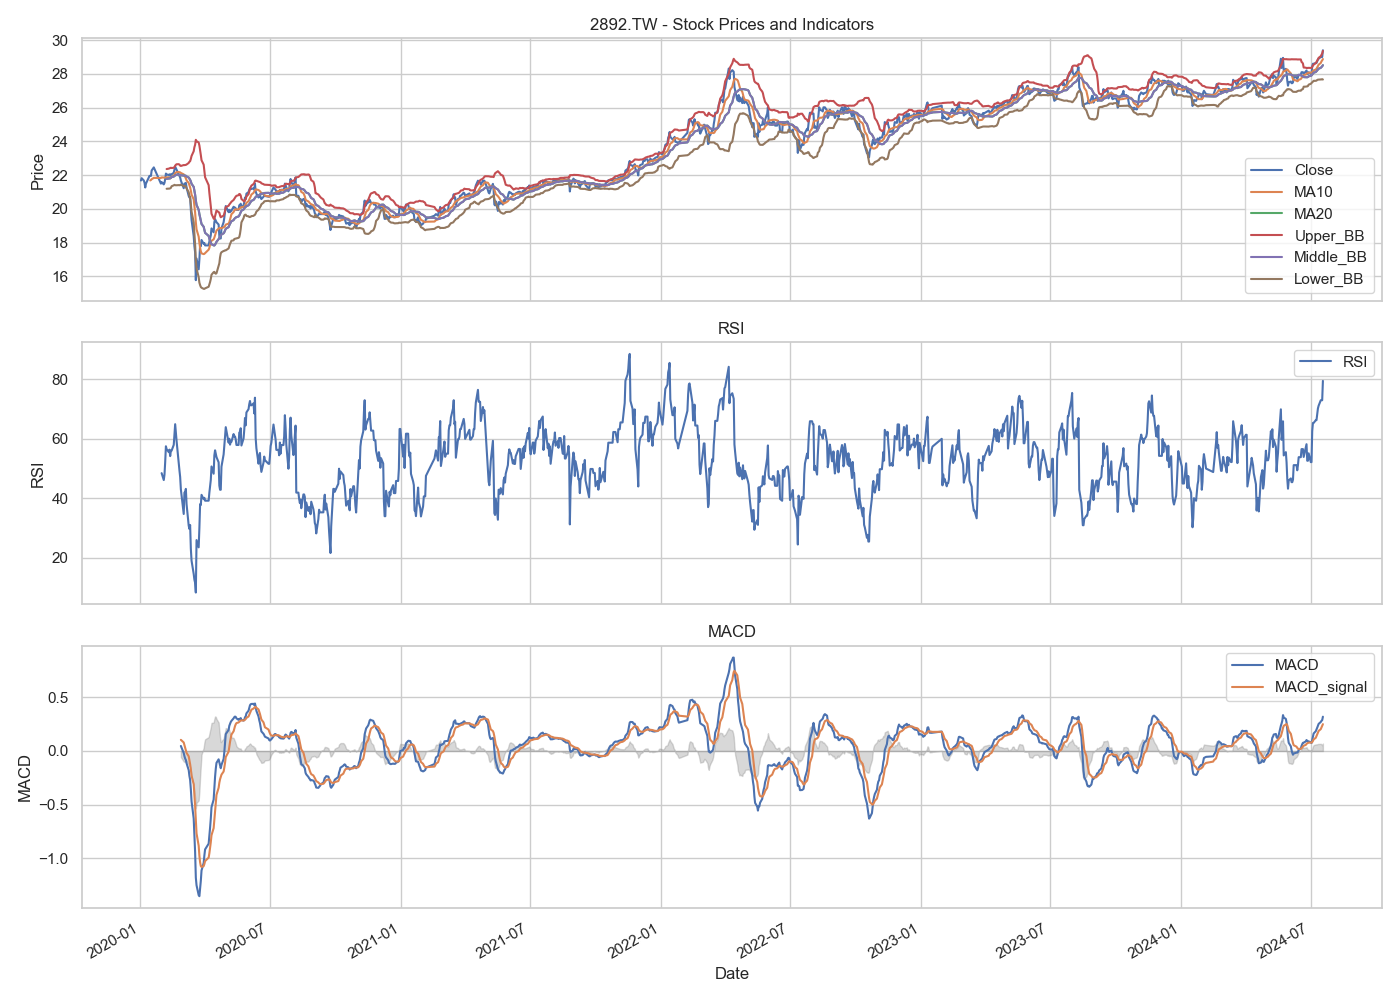 2892.TW - Stock Prices and Indicators
30
28
26
24
22
20
18
16
Price
Close
MA10
MA20
Upper_BB
Middle_BB
Lower_BB
RSI
80
60
40
20
RSI
RSI
MACD
0.5
0.0
−0.5
−1.0
MACD
MACD
MACD_signal
2020-01
2020-07
2021-01
2021-07
2022-01
2022-07
2023-01
2023-07
2024-01
2024-07
Date